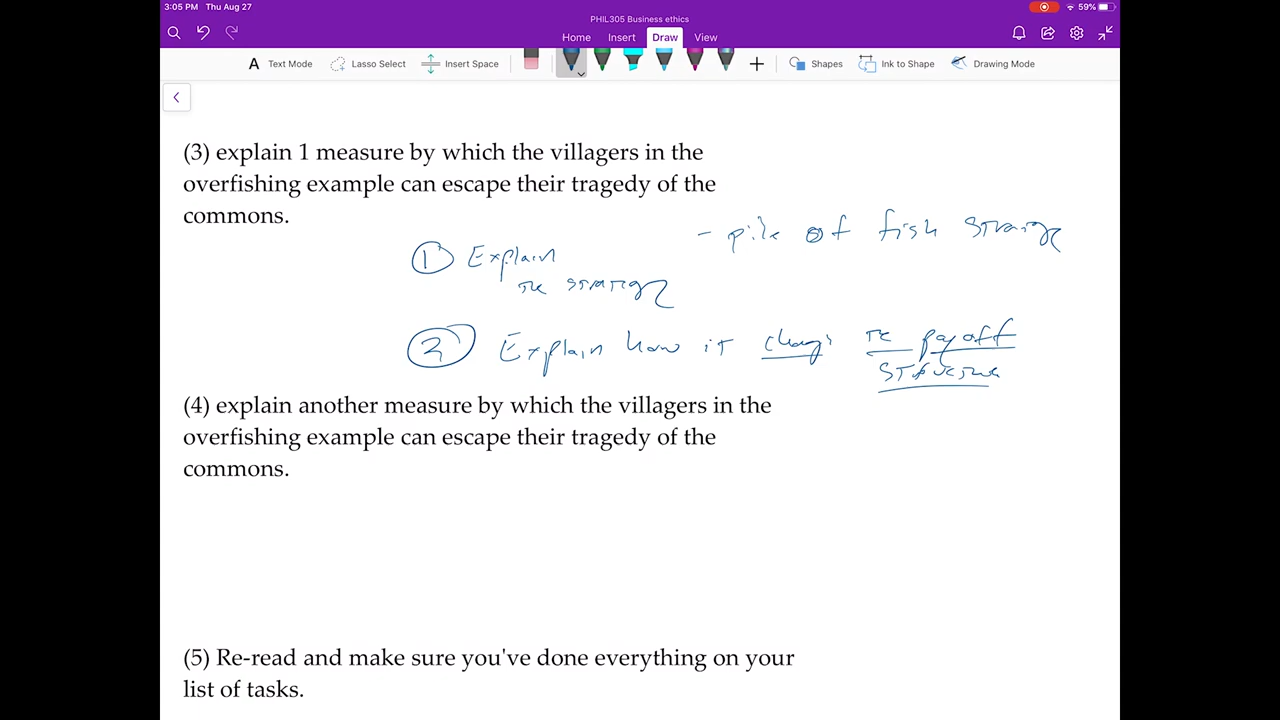 3:05 PM Thu Aug 27
59%
PHIL305 Business ethics
Home Insert Draw View
Text Mode Lasso Select Insert Space Shapes Ink to Shape Drawing Mode
(3) explain 1 measure by which the villagers in the
overfishing example can escape their tragedy of the
commons.
- pile of fish strategy
① Explain
the strategy
② Explain how it changes the payoff
structure
(4) explain another measure by which the villagers in the
overfishing example can escape their tragedy of the
commons.
(5) Re-read and make sure you've done everything on your
list of tasks.